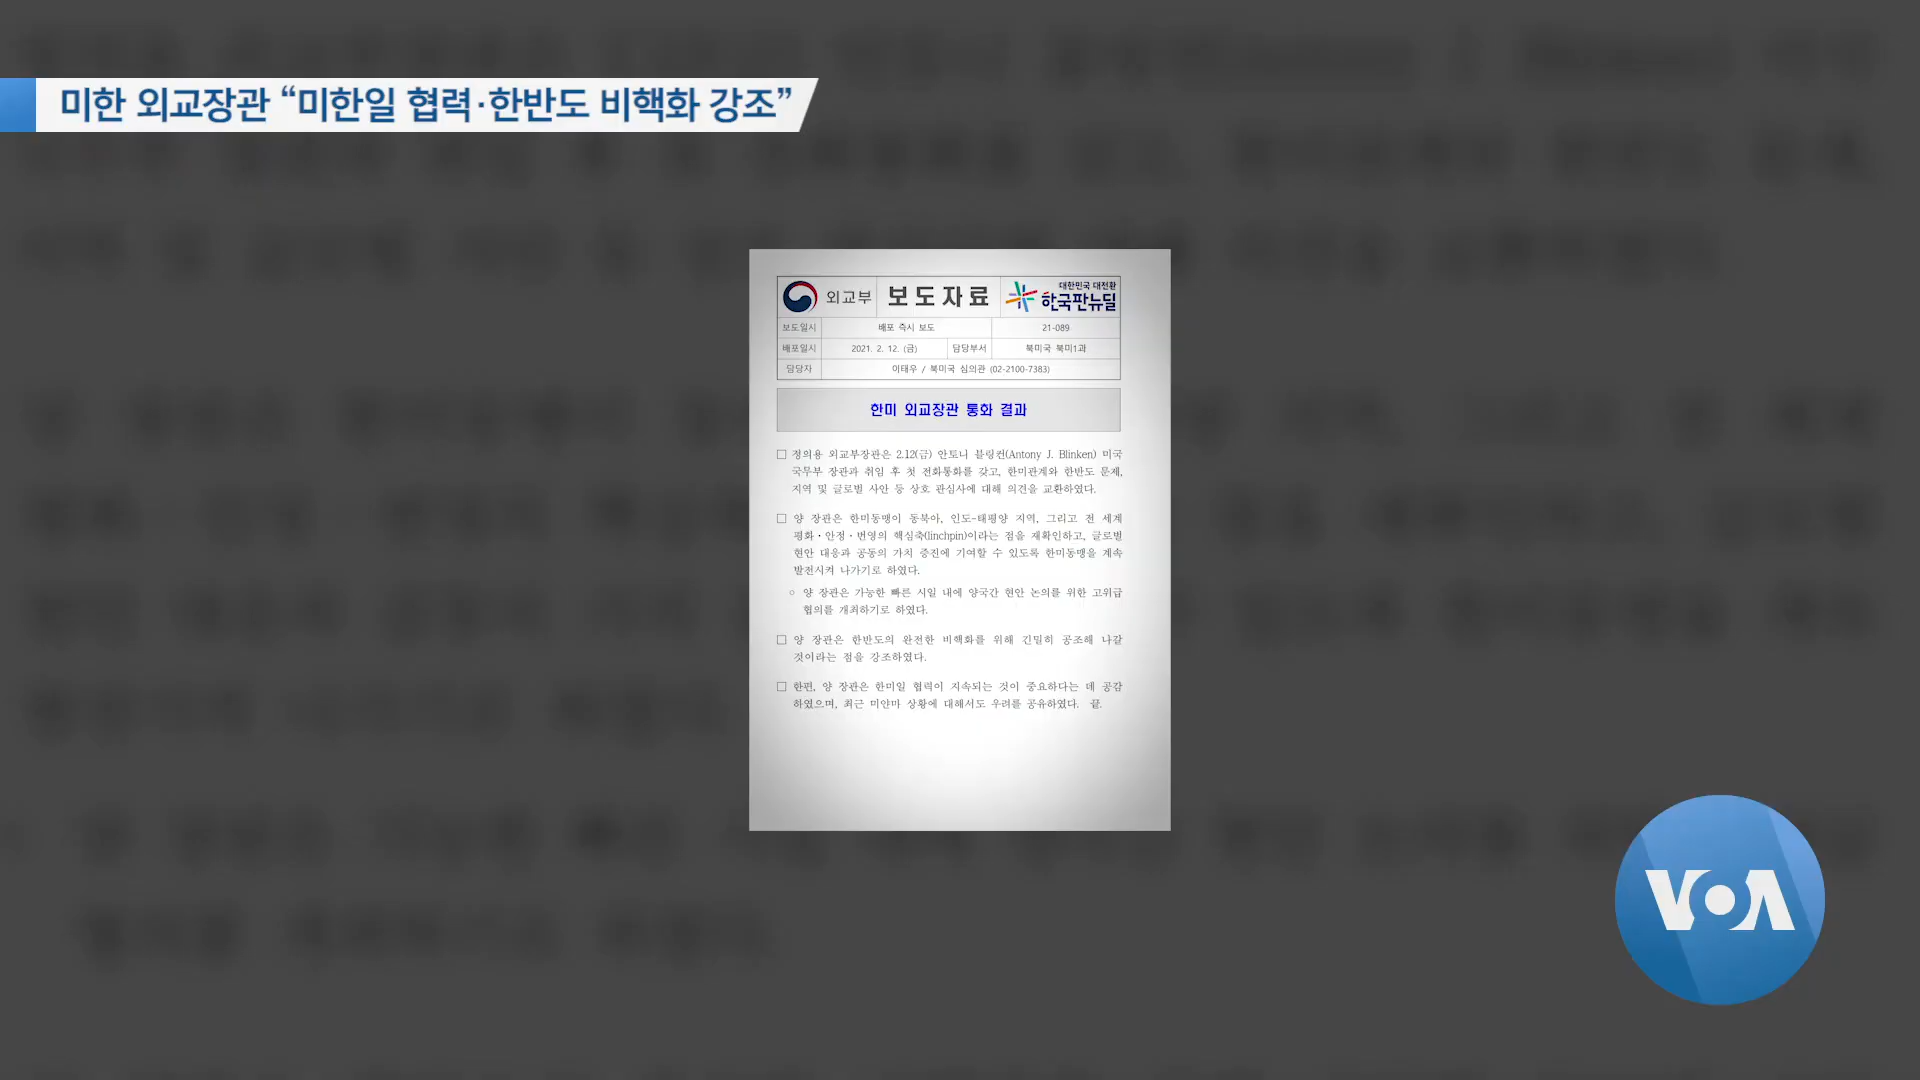 미한 외교장관 “미한일 협력·한반도 비핵화 강조”
외교부 보도자료 대한민국 대전환 한국판뉴딜
보도일시 배포 즉시 보도 21-089
배포일시 2021. 2. 12. (금) 담당부서 북미국 북미1과
담당자 이태우 / 북미국 심의관 (02-2100-7383)
한미 외교장관 통화 결과
□ 정의용 외교부장관은 2.12(금) 안토니 블링컨(Antony J. Blinken) 미국
국무부 장관과 취임 후 첫 전화통화를 갖고, 한미관계와 한반도 문제,
지역 및 글로벌 사안 등 상호 관심사에 대해 의견을 교환하였다.
□ 양 장관은 한미동맹이 동북아, 인도-태평양 지역, 그리고 전 세계
평화·안정·번영의 핵심축(linchpin)이라는 점을 재확인하고, 글로벌
현안 대응과 공동의 가치 증진에 기여할 수 있도록 한미동맹을 계속
발전시켜 나가기로 하였다.
○ 양 장관은 가능한 빠른 시일 내에 양국간 현안 논의를 위한 고위급
협의를 개최하기로 하였다.
□ 양 장관은 한반도의 완전한 비핵화를 위해 긴밀히 공조해 나갈
것이라는 점을 강조하였다.
□ 한편, 양 장관은 한미일 협력이 지속되는 것이 중요하다는 데 공감
하였으며, 최근 미얀마 상황에 대해서도 우려를 공유하였다. 끝.
VOA